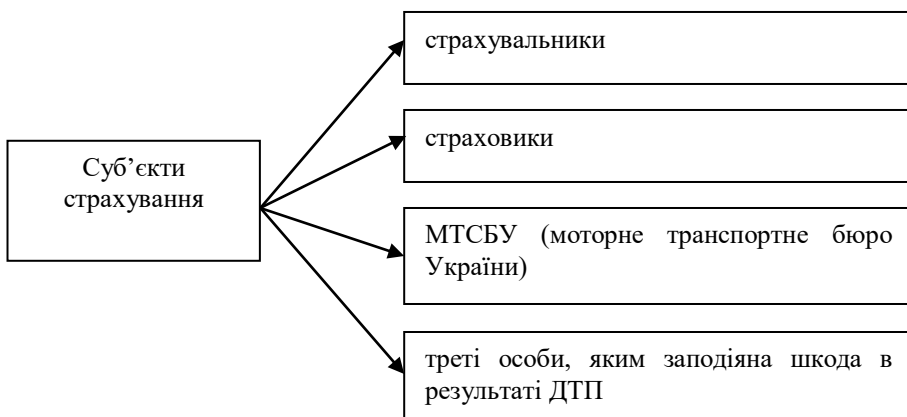 страхувальники
страховики
Суб’єкти
страхування
МТСБУ (моторне транспортне бюро
України)
треті особи, яким заподіяна шкода в
результаті ДТП